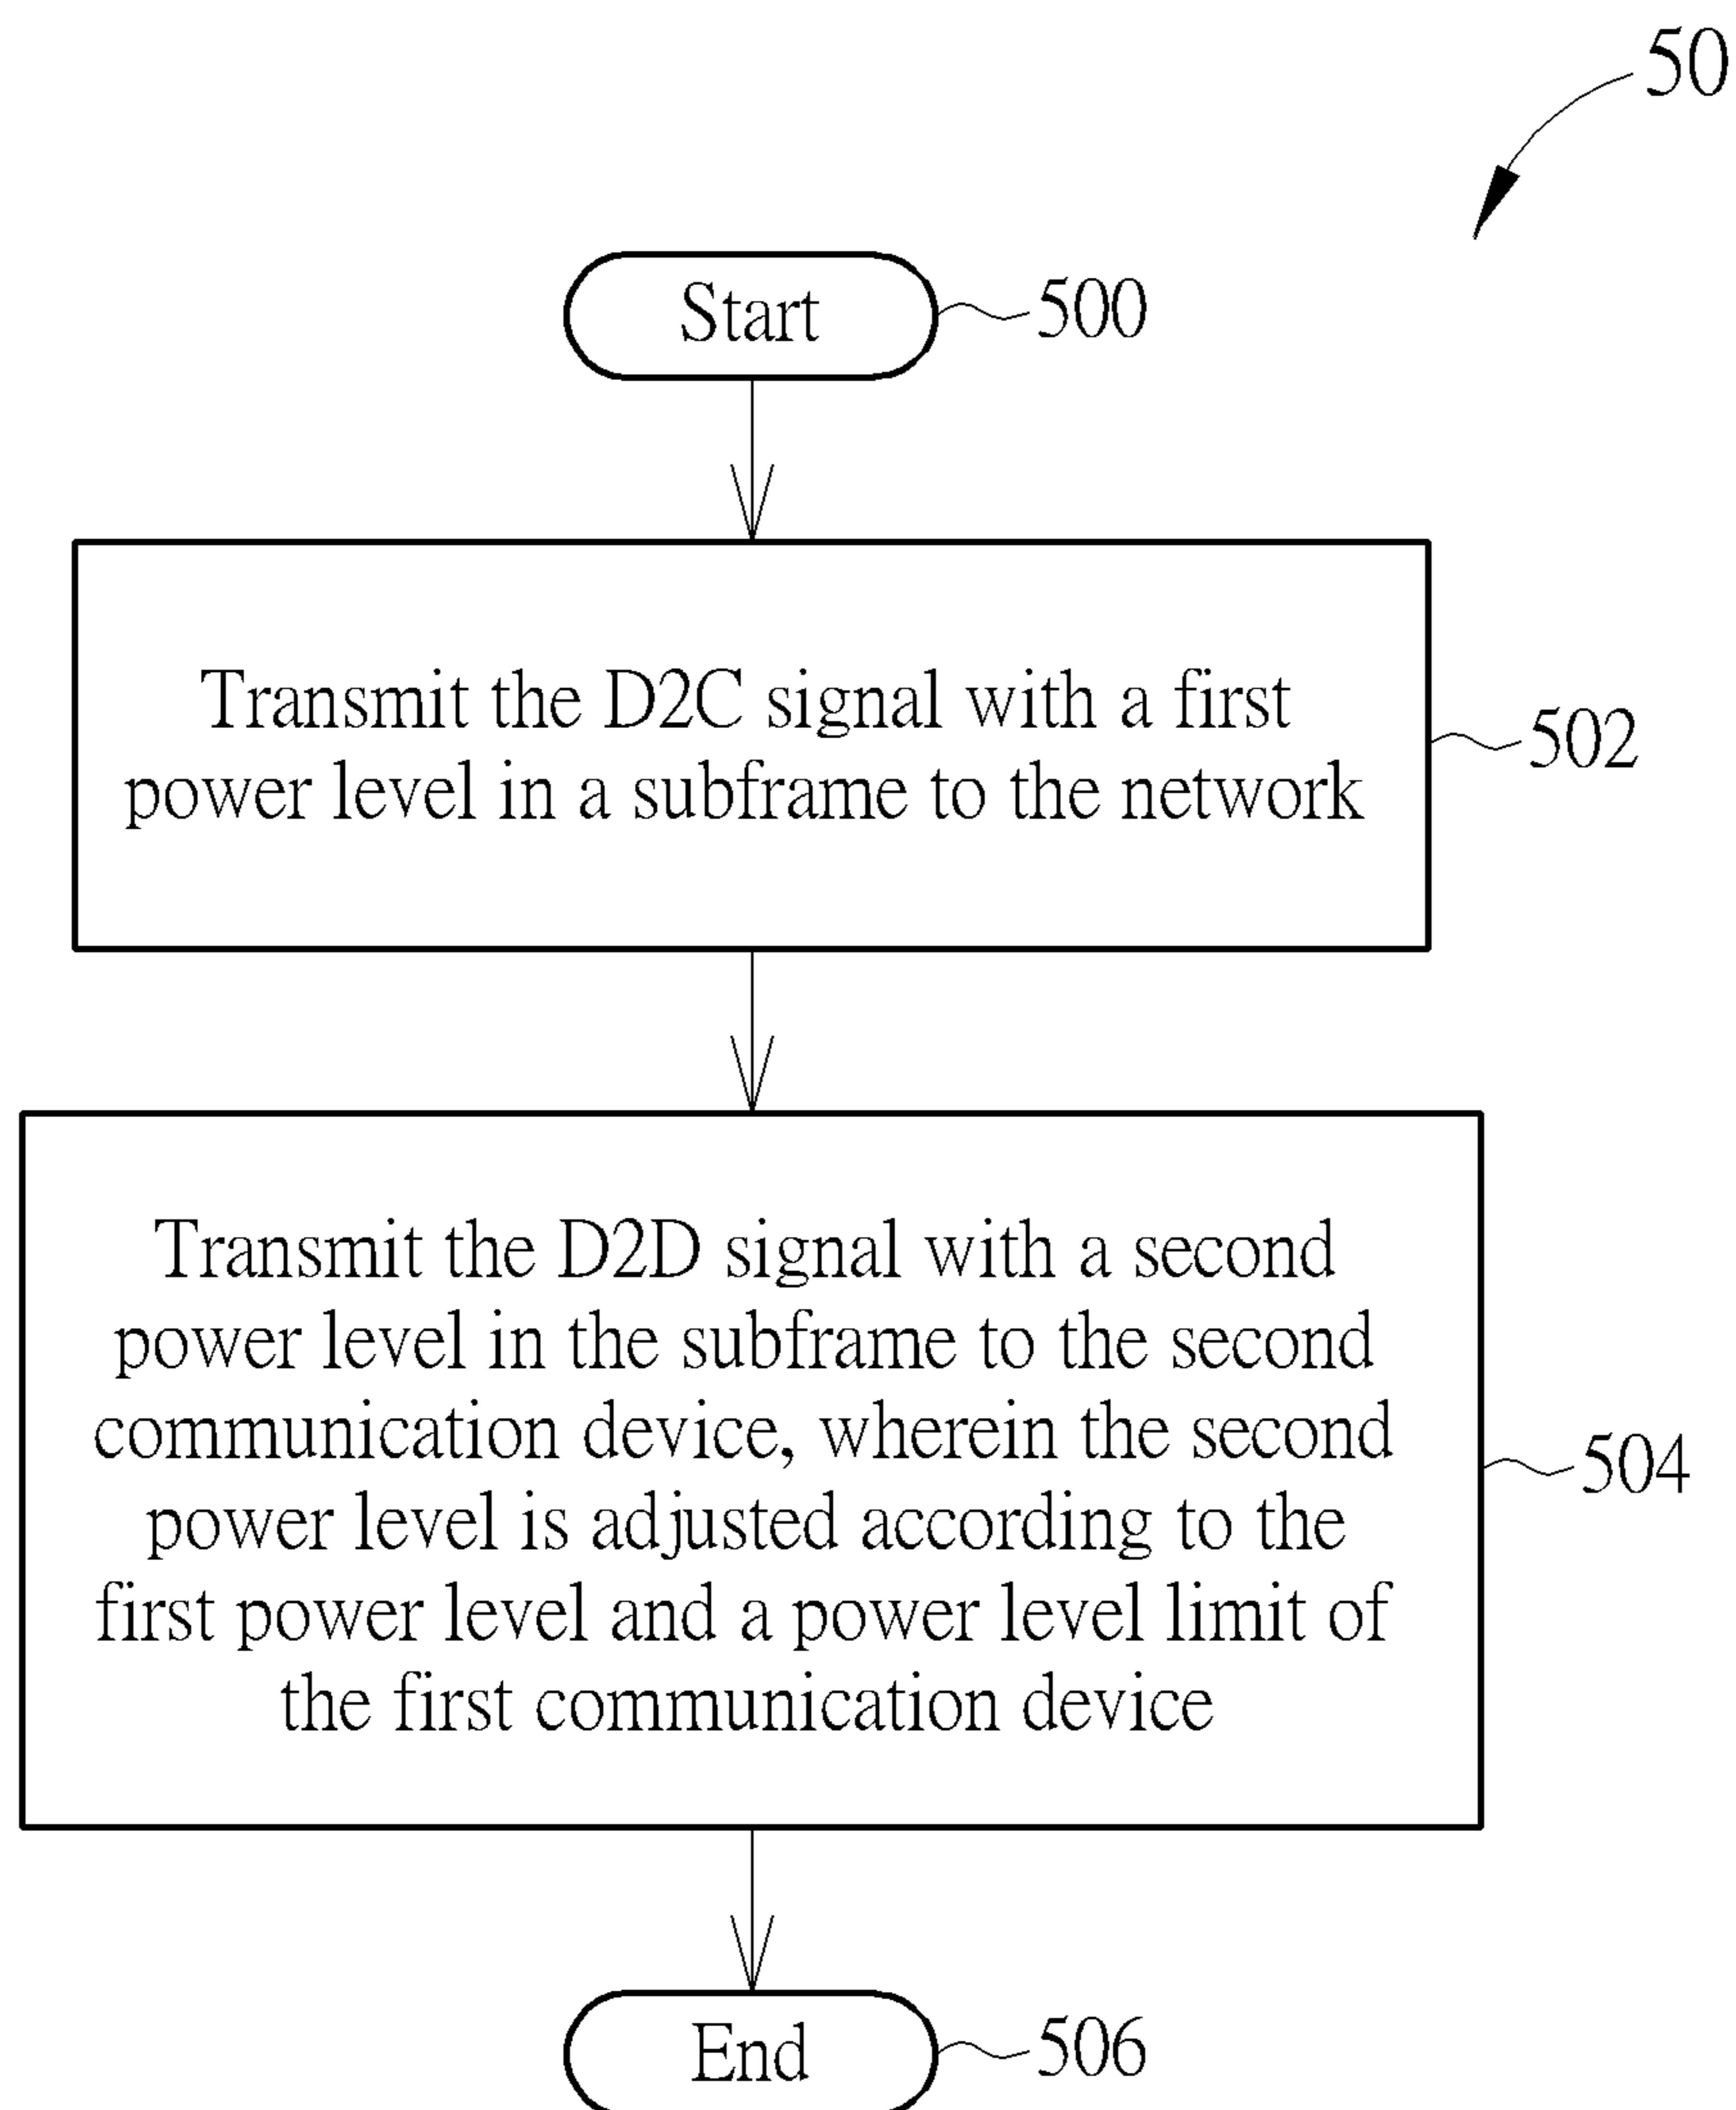 50
Start
500
Transmit the D2C signal with a first
power level in a subframe to the network
502
Transmit the D2D signal with a second
power level in the subframe to the second
communication device, wherein the second
power level is adjusted according to the
first power level and a power level limit of
the first communication device
504
End
506